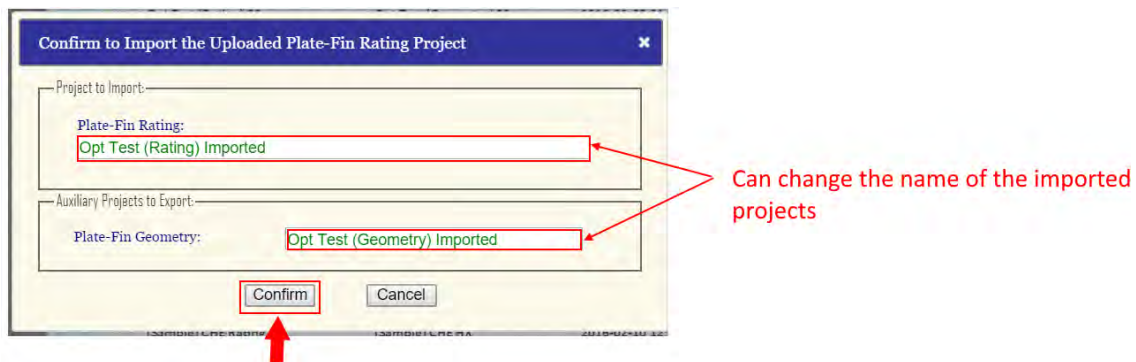 Confirm to Import the Uploaded Plate-Fin Rating Project ×
Project to Import:
Plate-Fin Rating:
Opt Test (Rating) Imported
Can change the name of the imported
projects
Auxiliary Projects to Export:
Plate-Fin Geometry: Opt Test (Geometry) Imported
Confirm Cancel